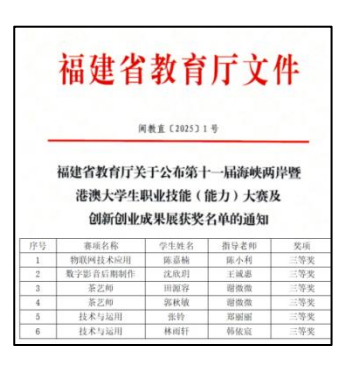 福建省教育厅文件
闽教直〔2025〕1号
福建省教育厅关于公布第十一届海峡两岸暨
港澳大学生职业技能（能力）大赛及
创新创业成果展获奖名单的通知
序号 赛项名称 学生姓名 指导老师 奖项
1 物联网技术应用 陈嘉楠 陈小利 三等奖
2 数字影音后期制作 沈欣玥 王诚惠 三等奖
3 茶艺师 田源容 谢微微 三等奖
4 茶艺师 郭秋敏 谢微微 三等奖
5 技术与运用 张铃 郑丽丽 三等奖
6 技术与运用 林雨轩 韩依宸 三等奖